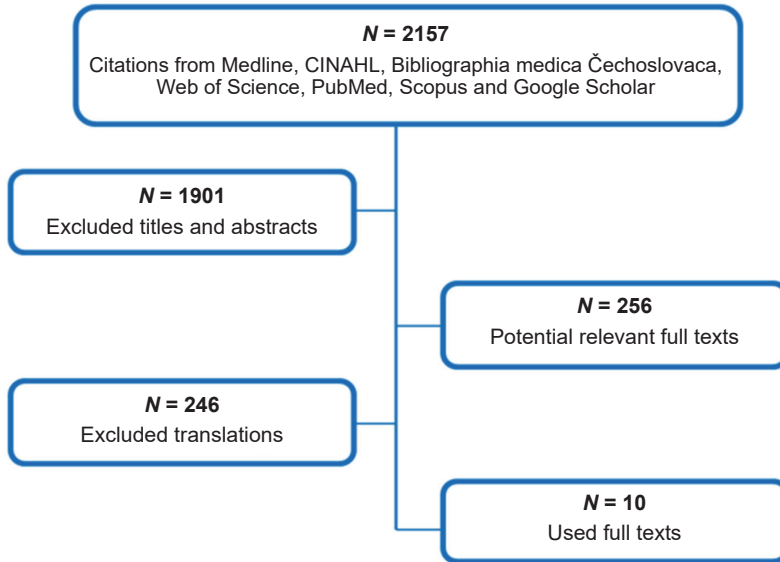 N = 2157
Citations from Medline, CINAHL, Bibliographia medica Čechoslovaca,
Web of Science, PubMed, Scopus and Google Scholar
N = 1901
Excluded titles and abstracts
N = 256
Potential relevant full texts
N = 246
Excluded translations
N = 10
Used full texts